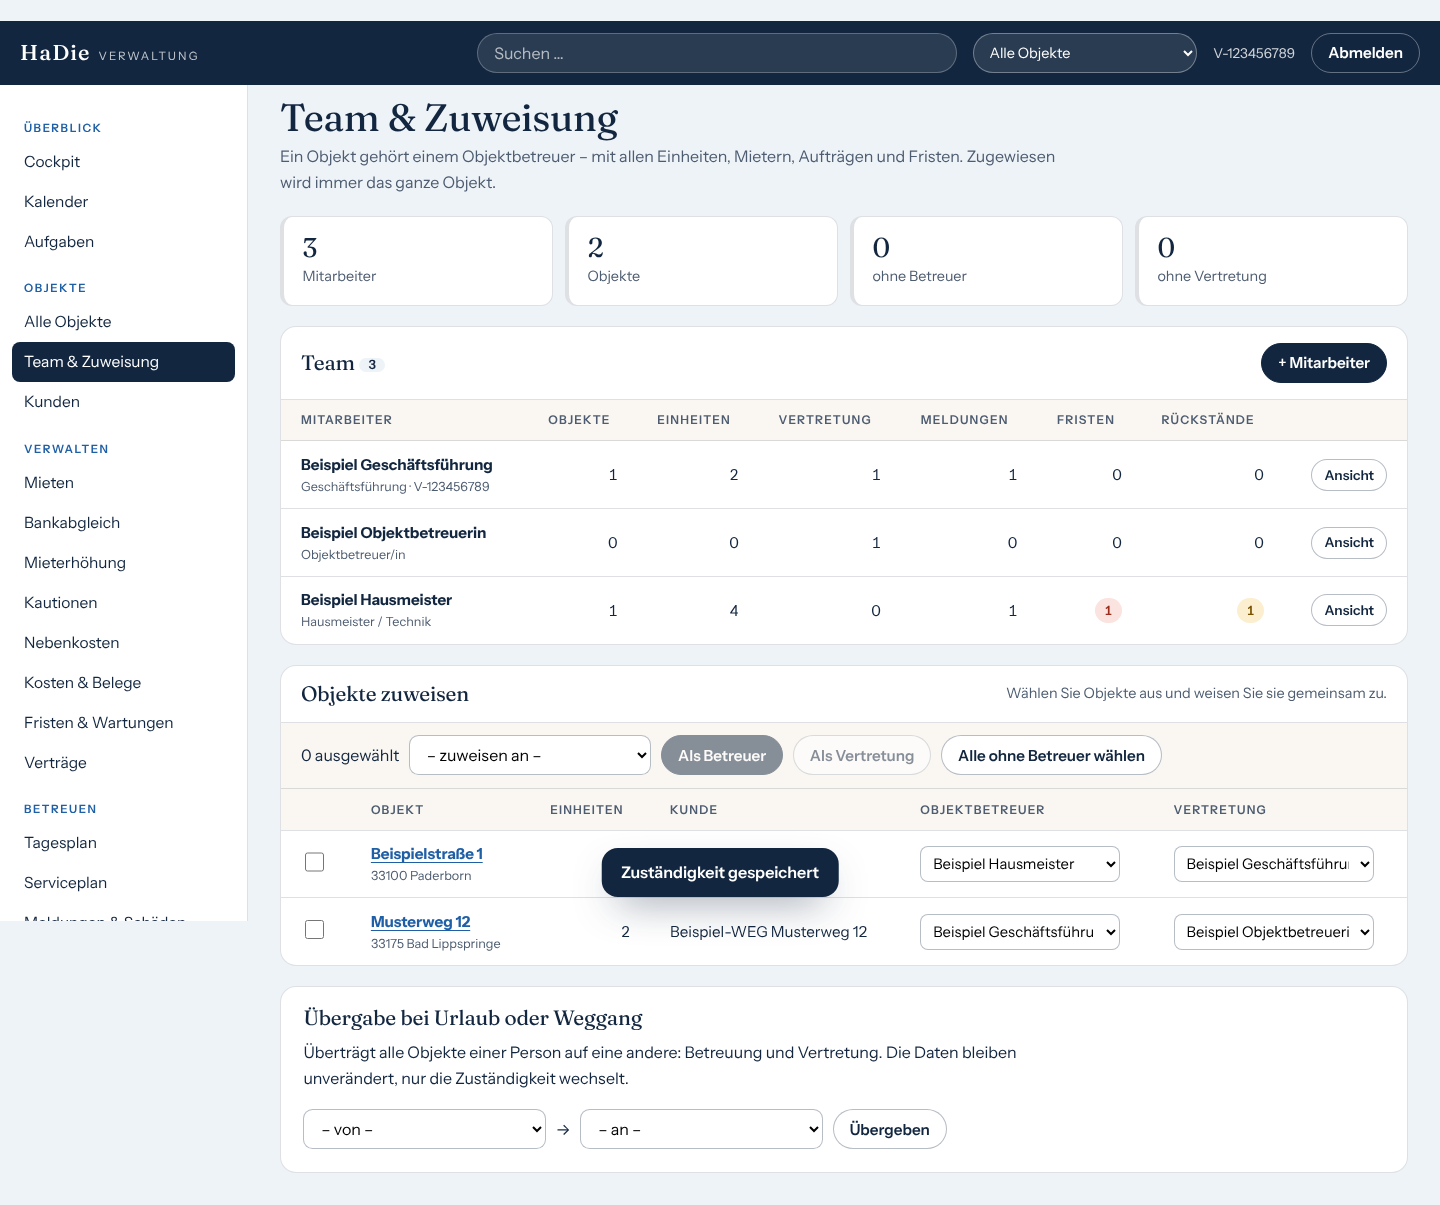 HaDie VERWALTUNG
Suchen ...
Alle Objekte
V-123456789
Abmelden
ÜBERBLICK
Cockpit
Kalender
Aufgaben
OBJEKTE
Alle Objekte
Team & Zuweisung
Kunden
VERWALTEN
Mieten
Bankabgleich
Mieterhöhung
Kautionen
Nebenkosten
Kosten & Belege
Fristen & Wartungen
Verträge
BETREUEN
Tagesplan
Serviceplan
Meldungen & Schäden
Team & Zuweisung
Ein Objekt gehört einem Objektbetreuer – mit allen Einheiten, Mietern, Aufträgen und Fristen. Zugewiesen
wird immer das ganze Objekt.
3
Mitarbeiter
2
Objekte
0
ohne Betreuer
0
ohne Vertretung
Team 3
+ Mitarbeiter
MITARBEITER OBJEKTE EINHEITEN VERTRETUNG MELDUNGEN FRISTEN RÜCKSTÄNDE
Beispiel Geschäftsführung
Geschäftsführung · V-123456789
1 2 1 1 0 0 Ansicht
Beispiel Objektbetreuerin
Objektbetreuer/in
0 0 1 0 0 0 Ansicht
Beispiel Hausmeister
Hausmeister / Technik
1 4 0 1 1 1 Ansicht
Objekte zuweisen
Wählen Sie Objekte aus und weisen Sie sie gemeinsam zu.
0 ausgewählt – zuweisen an – Als Betreuer Als Vertretung Alle ohne Betreuer wählen
OBJEKT EINHEITEN KUNDE OBJEKTBETREUER VERTRETUNG
Beispielstraße 1
33100 Paderborn
Beispiel Hausmeister
Beispiel Geschäftsführu
Zuständigkeit gespeichert
Musterweg 12
33175 Bad Lippspringe
2 Beispiel-WEG Musterweg 12
Beispiel Geschäftsführu
Beispiel Objektbetreueri
Übergabe bei Urlaub oder Weggang
Überträgt alle Objekte einer Person auf eine andere: Betreuung und Vertretung. Die Daten bleiben
unverändert, nur die Zuständigkeit wechselt.
– von – → – an – Übergeben